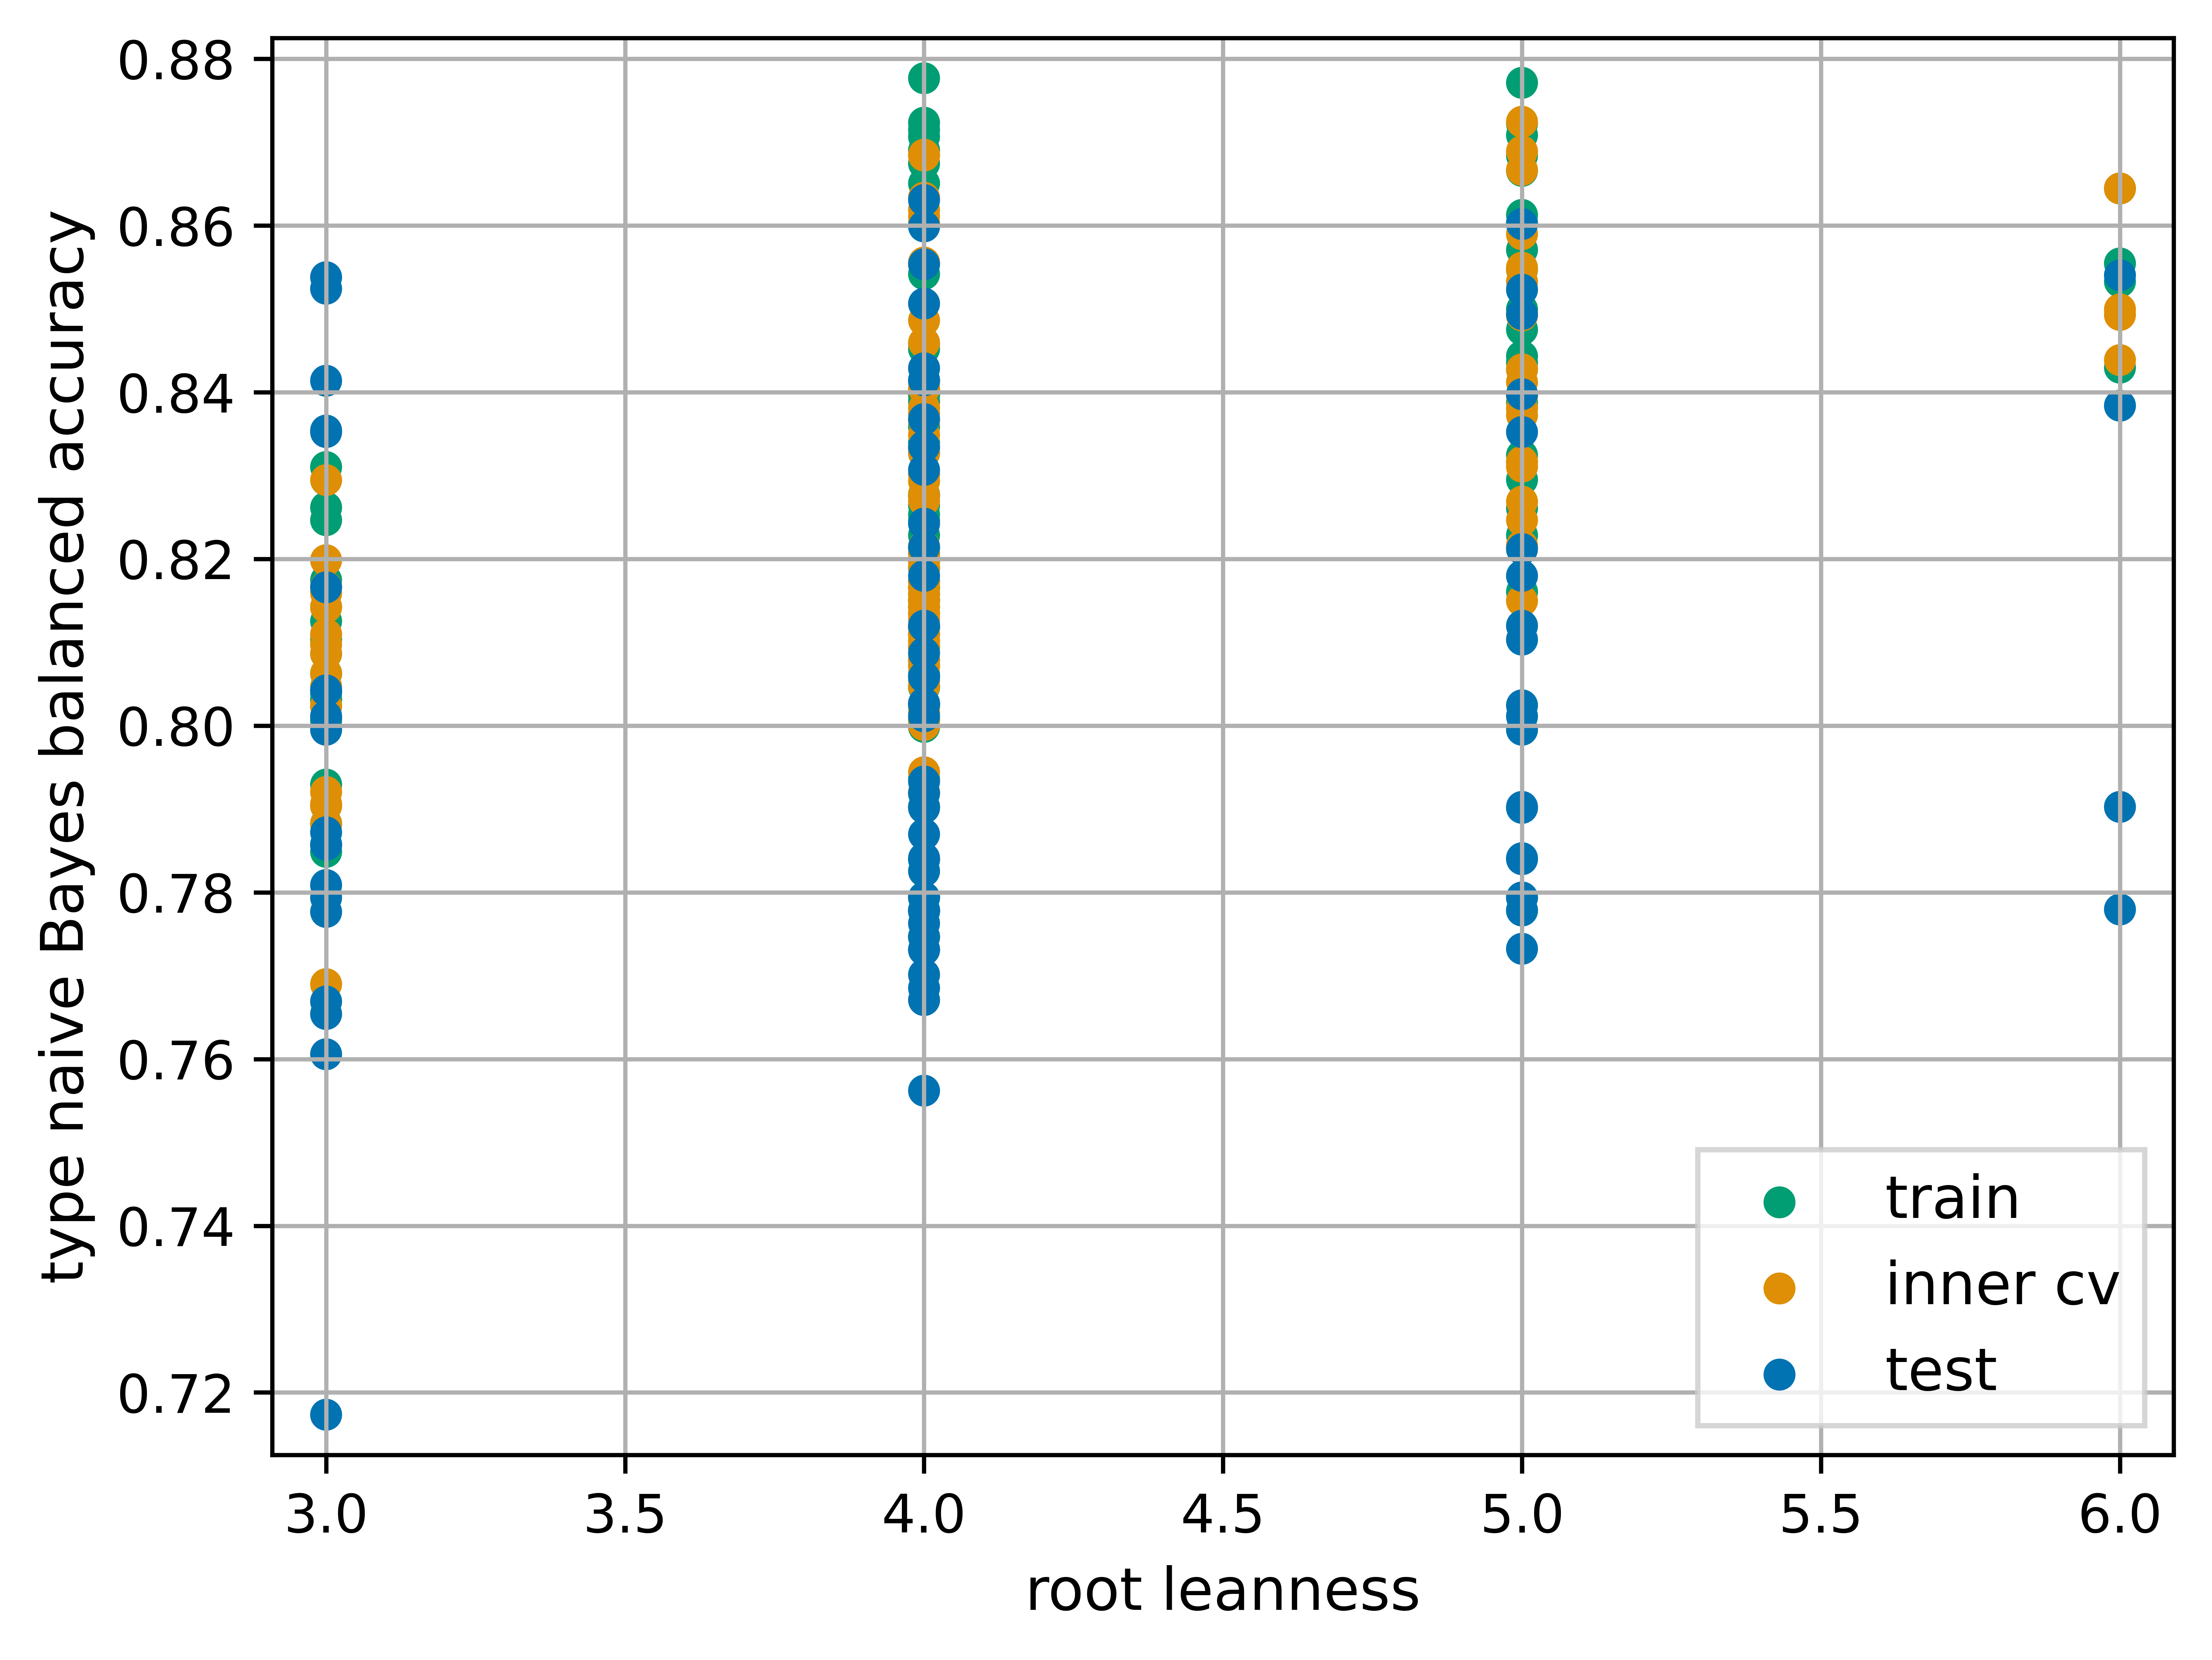 type naive Bayes balanced accuracy
0.88
0.86
0.84
0.82
0.80
0.78
0.76
0.74
0.72
train
inner cv
test
3.0 3.5 4.0 4.5 5.0 5.5 6.0
root leanness